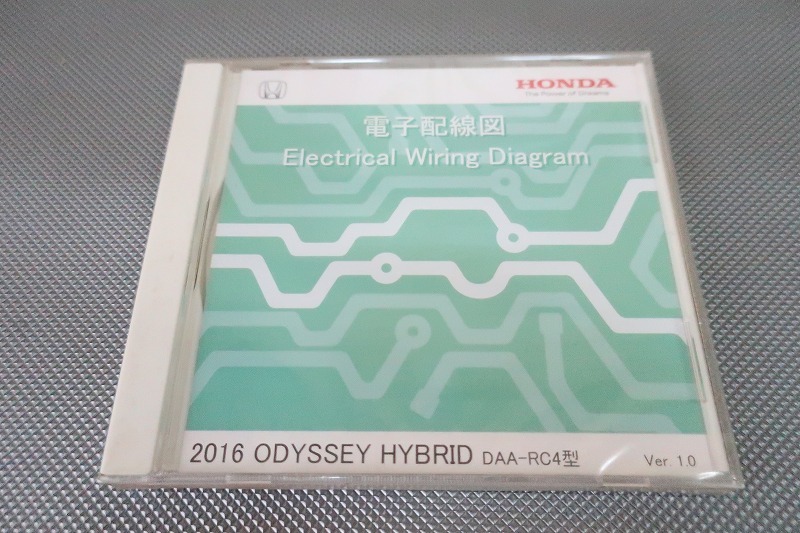 HONDA
The Power of Dreams
電子配線図
Electrical Wiring Diagram
2016 ODYSSEY HYBRID DAA-RC4型 Ver. 1.0